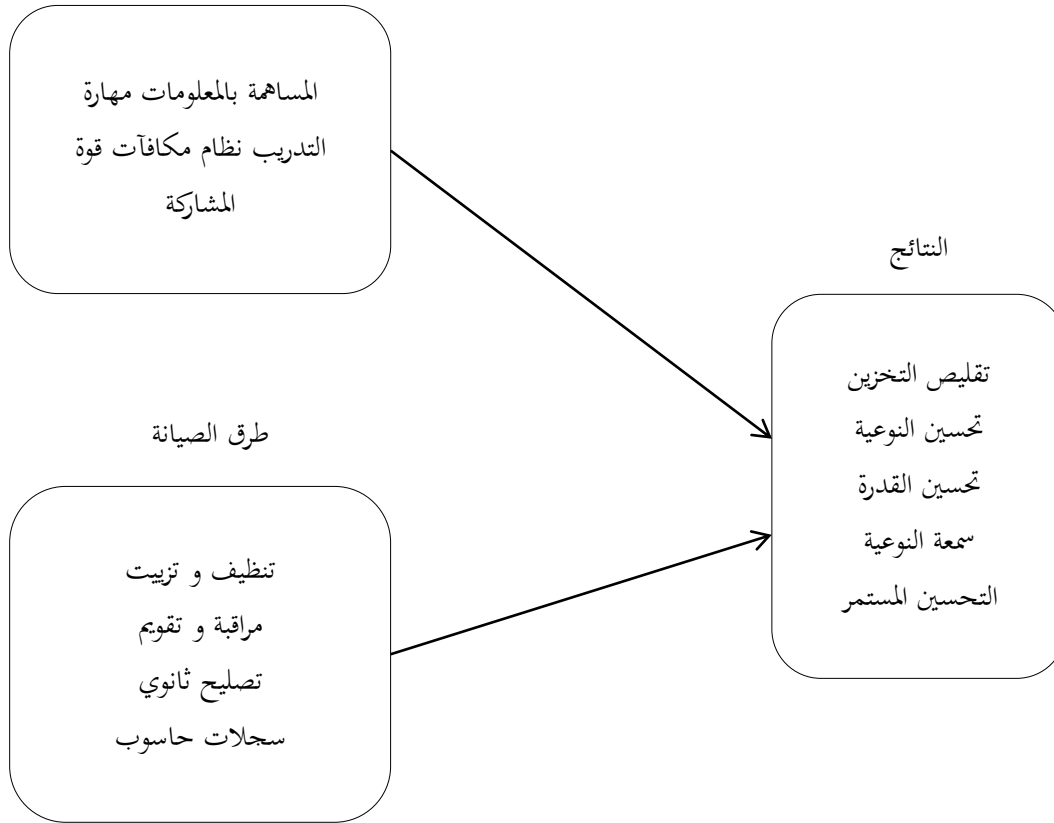 المساهمة بالمعلومات مهارة
التدريب نظام مكافآت قوة
المشاركة
النتائج
تقليص التخزين
تحسين النوعية
تحسين القدرة
سمعة النوعية
التحسين المستمر
طرق الصيانة
تنظيف و تزييت
مراقبة و تقويم
تصليح ثانوي
سجلات حاسوب